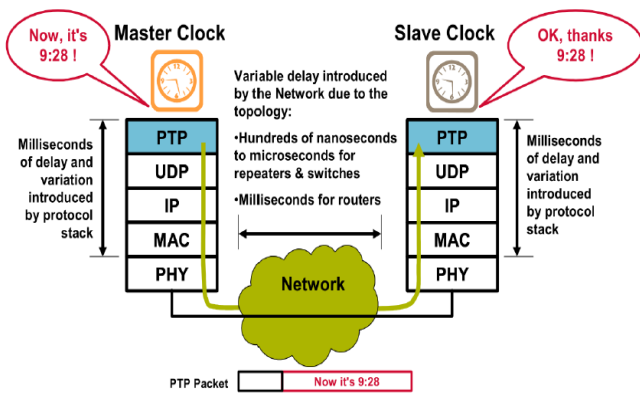 Now, it's
9:28 !
Master Clock
Slave Clock
OK, thanks
9:28 !
Variable delay introduced
by the Network due to the
topology:
•Hundreds of nanoseconds
to microseconds for
repeaters & switches
•Milliseconds for routers
Milliseconds
of delay and
variation
introduced
by protocol
stack
PTP
UDP
IP
MAC
PHY
PTP
UDP
IP
MAC
PHY
Milliseconds
of delay and
variation
introduced
by protocol
stack
Network
PTP Packet
Now it's 9:28